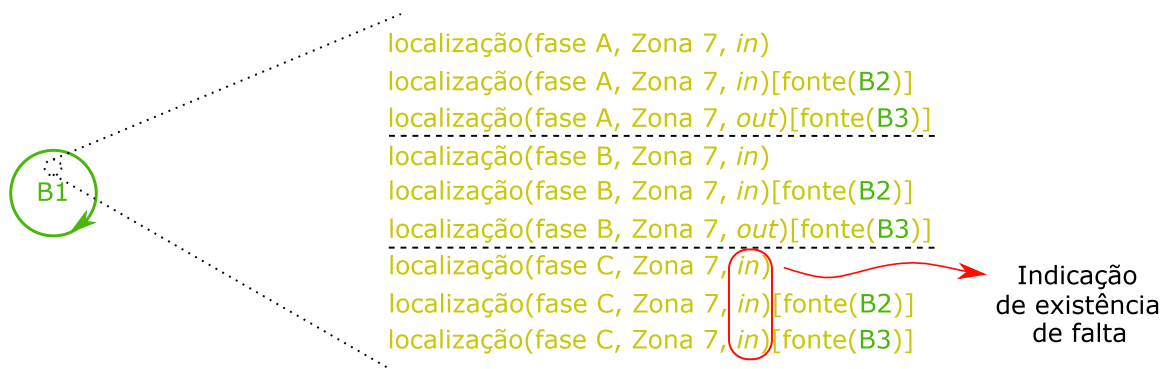 localização(fase A, Zona 7, in)
localização(fase A, Zona 7, in)[fonte(B2)]
localização(fase A, Zona 7, out)[fonte(B3)]
localização(fase B, Zona 7, in)
localização(fase B, Zona 7, in)[fonte(B2)]
localização(fase B, Zona 7, out)[fonte(B3)]
localização(fase C, Zona 7, in)
localização(fase C, Zona 7, in)[fonte(B2)]
localização(fase C, Zona 7, in)[fonte(B3)]
B1
Indicação
de existência
de falta